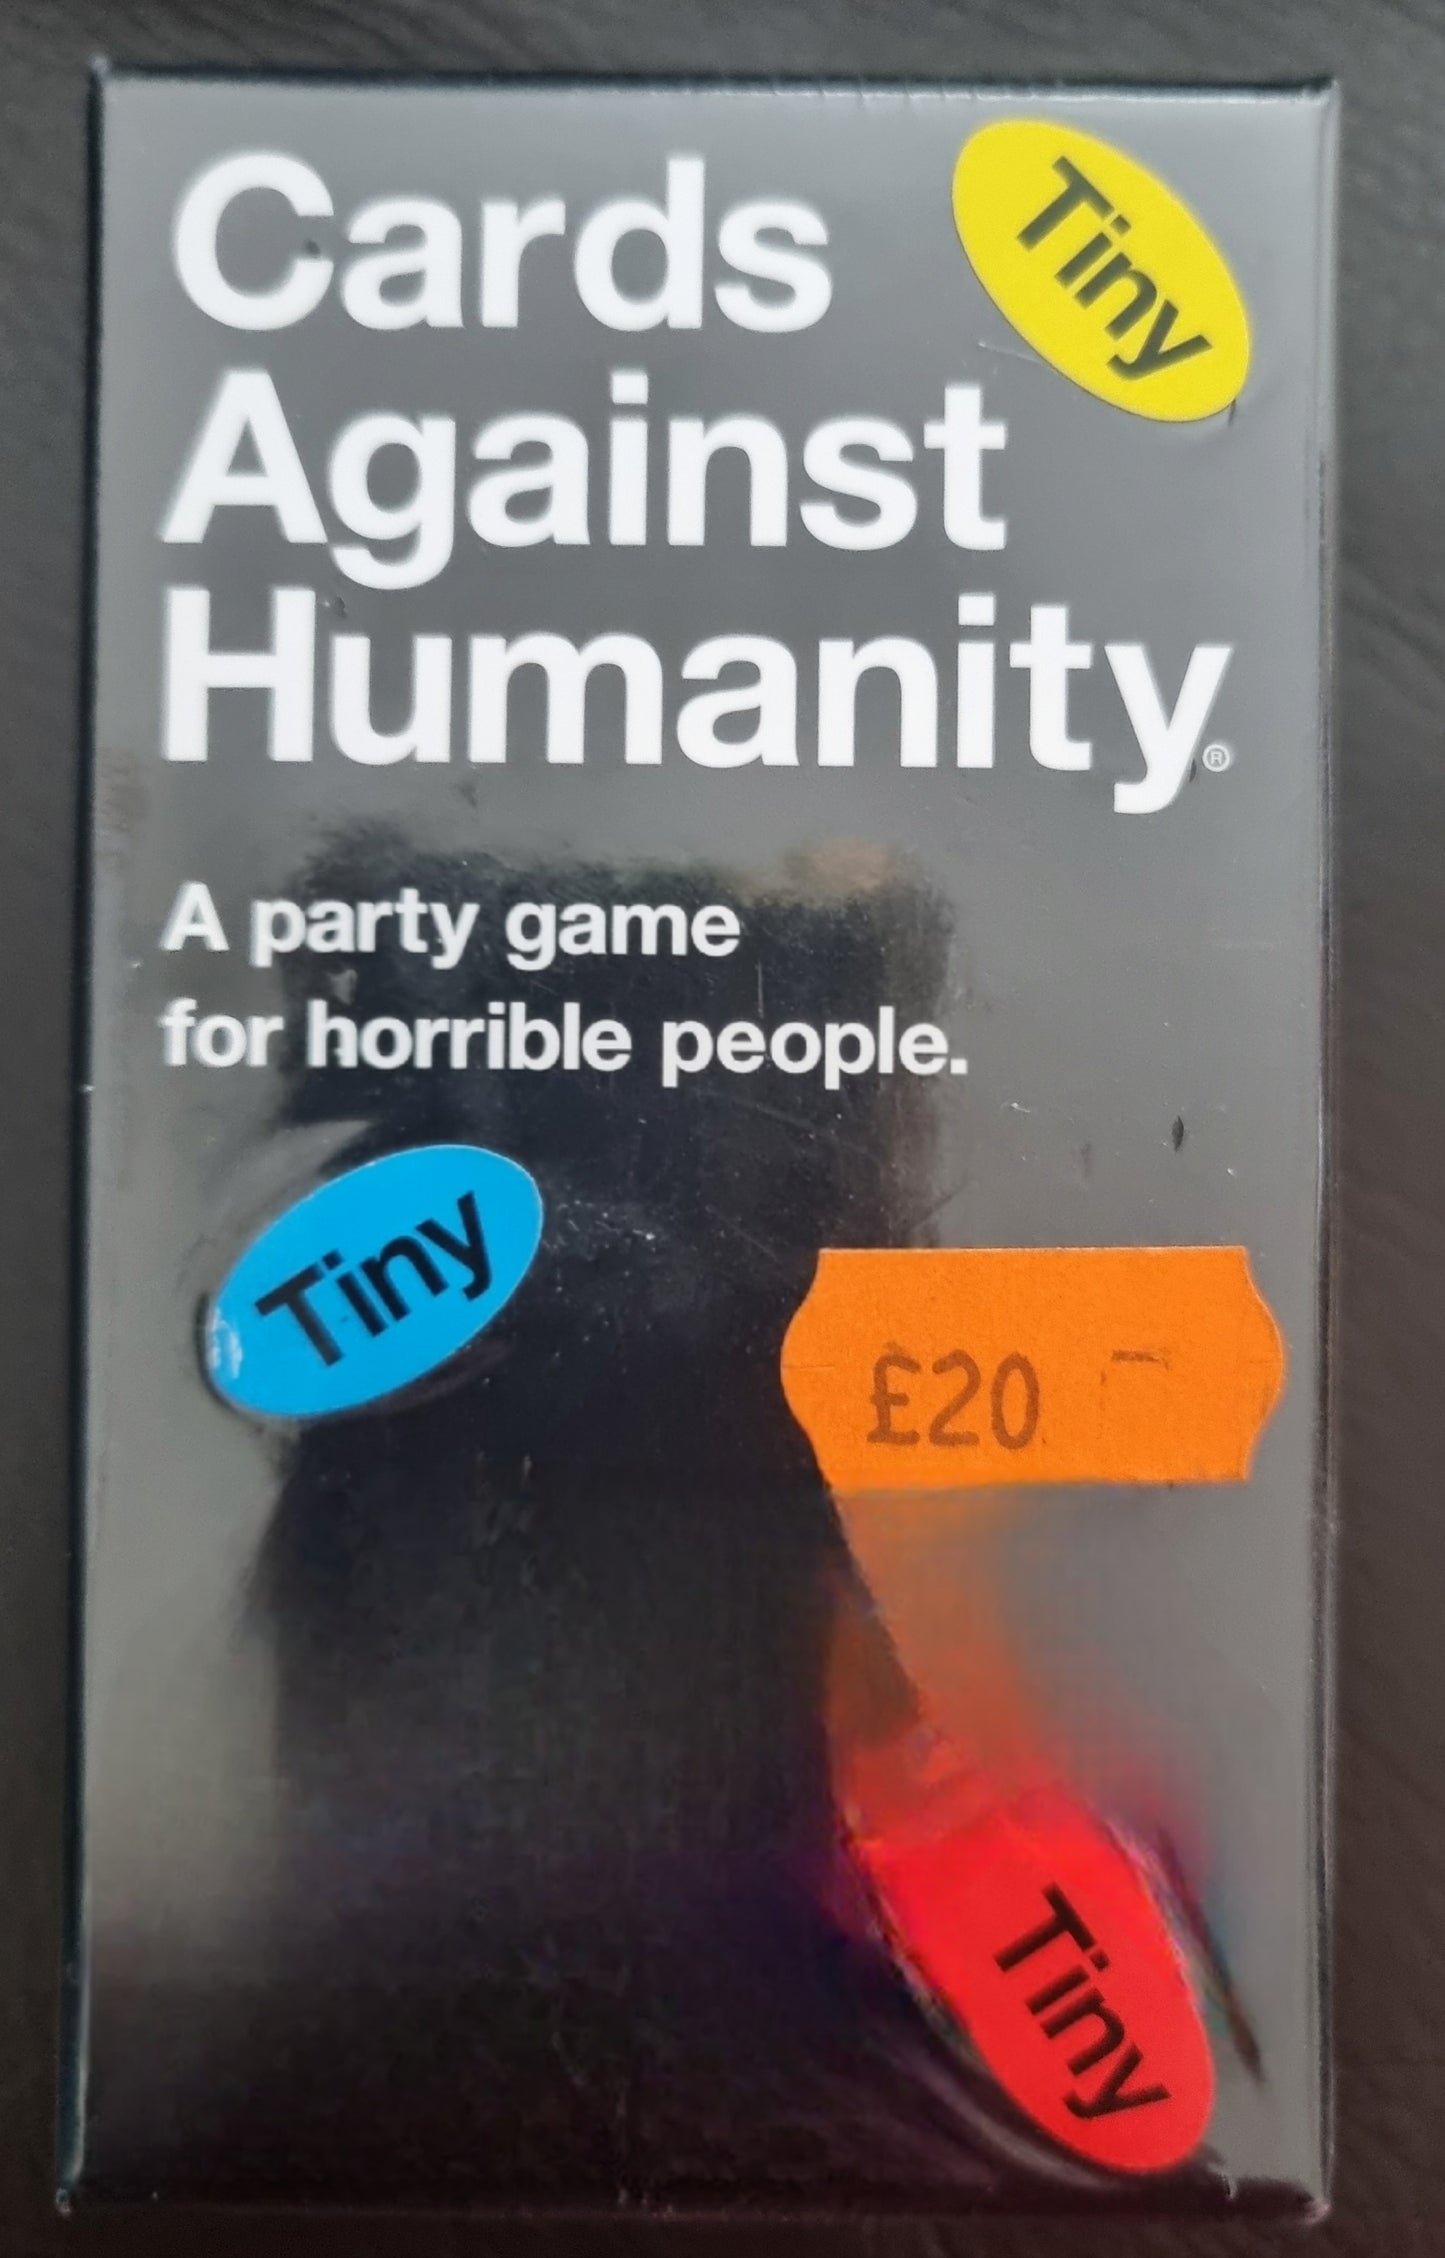 Cards
Tiny
Against
Humanity®
A party game
for horrible people.
Tiny
£20
Tiny